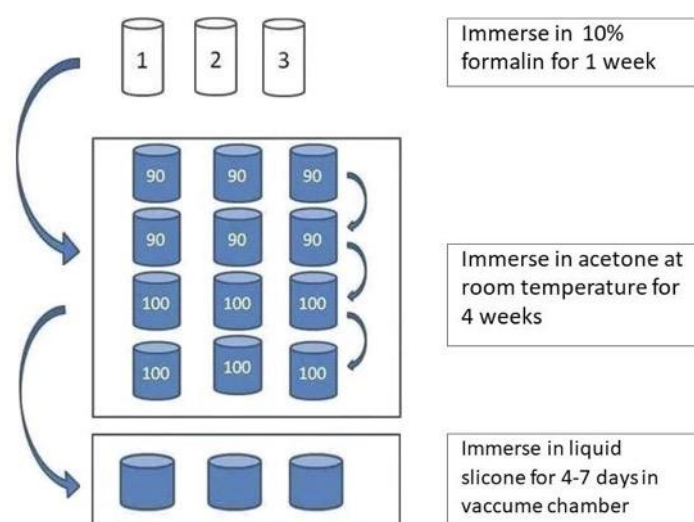 1 2 3
Immerse in 10%
formalin for 1 week
90 90 90
90 90 90
100 100 100
100 100 100
Immerse in acetone at
room temperature for
4 weeks
Immerse in liquid
slicone for 4-7 days in
vaccume chamber